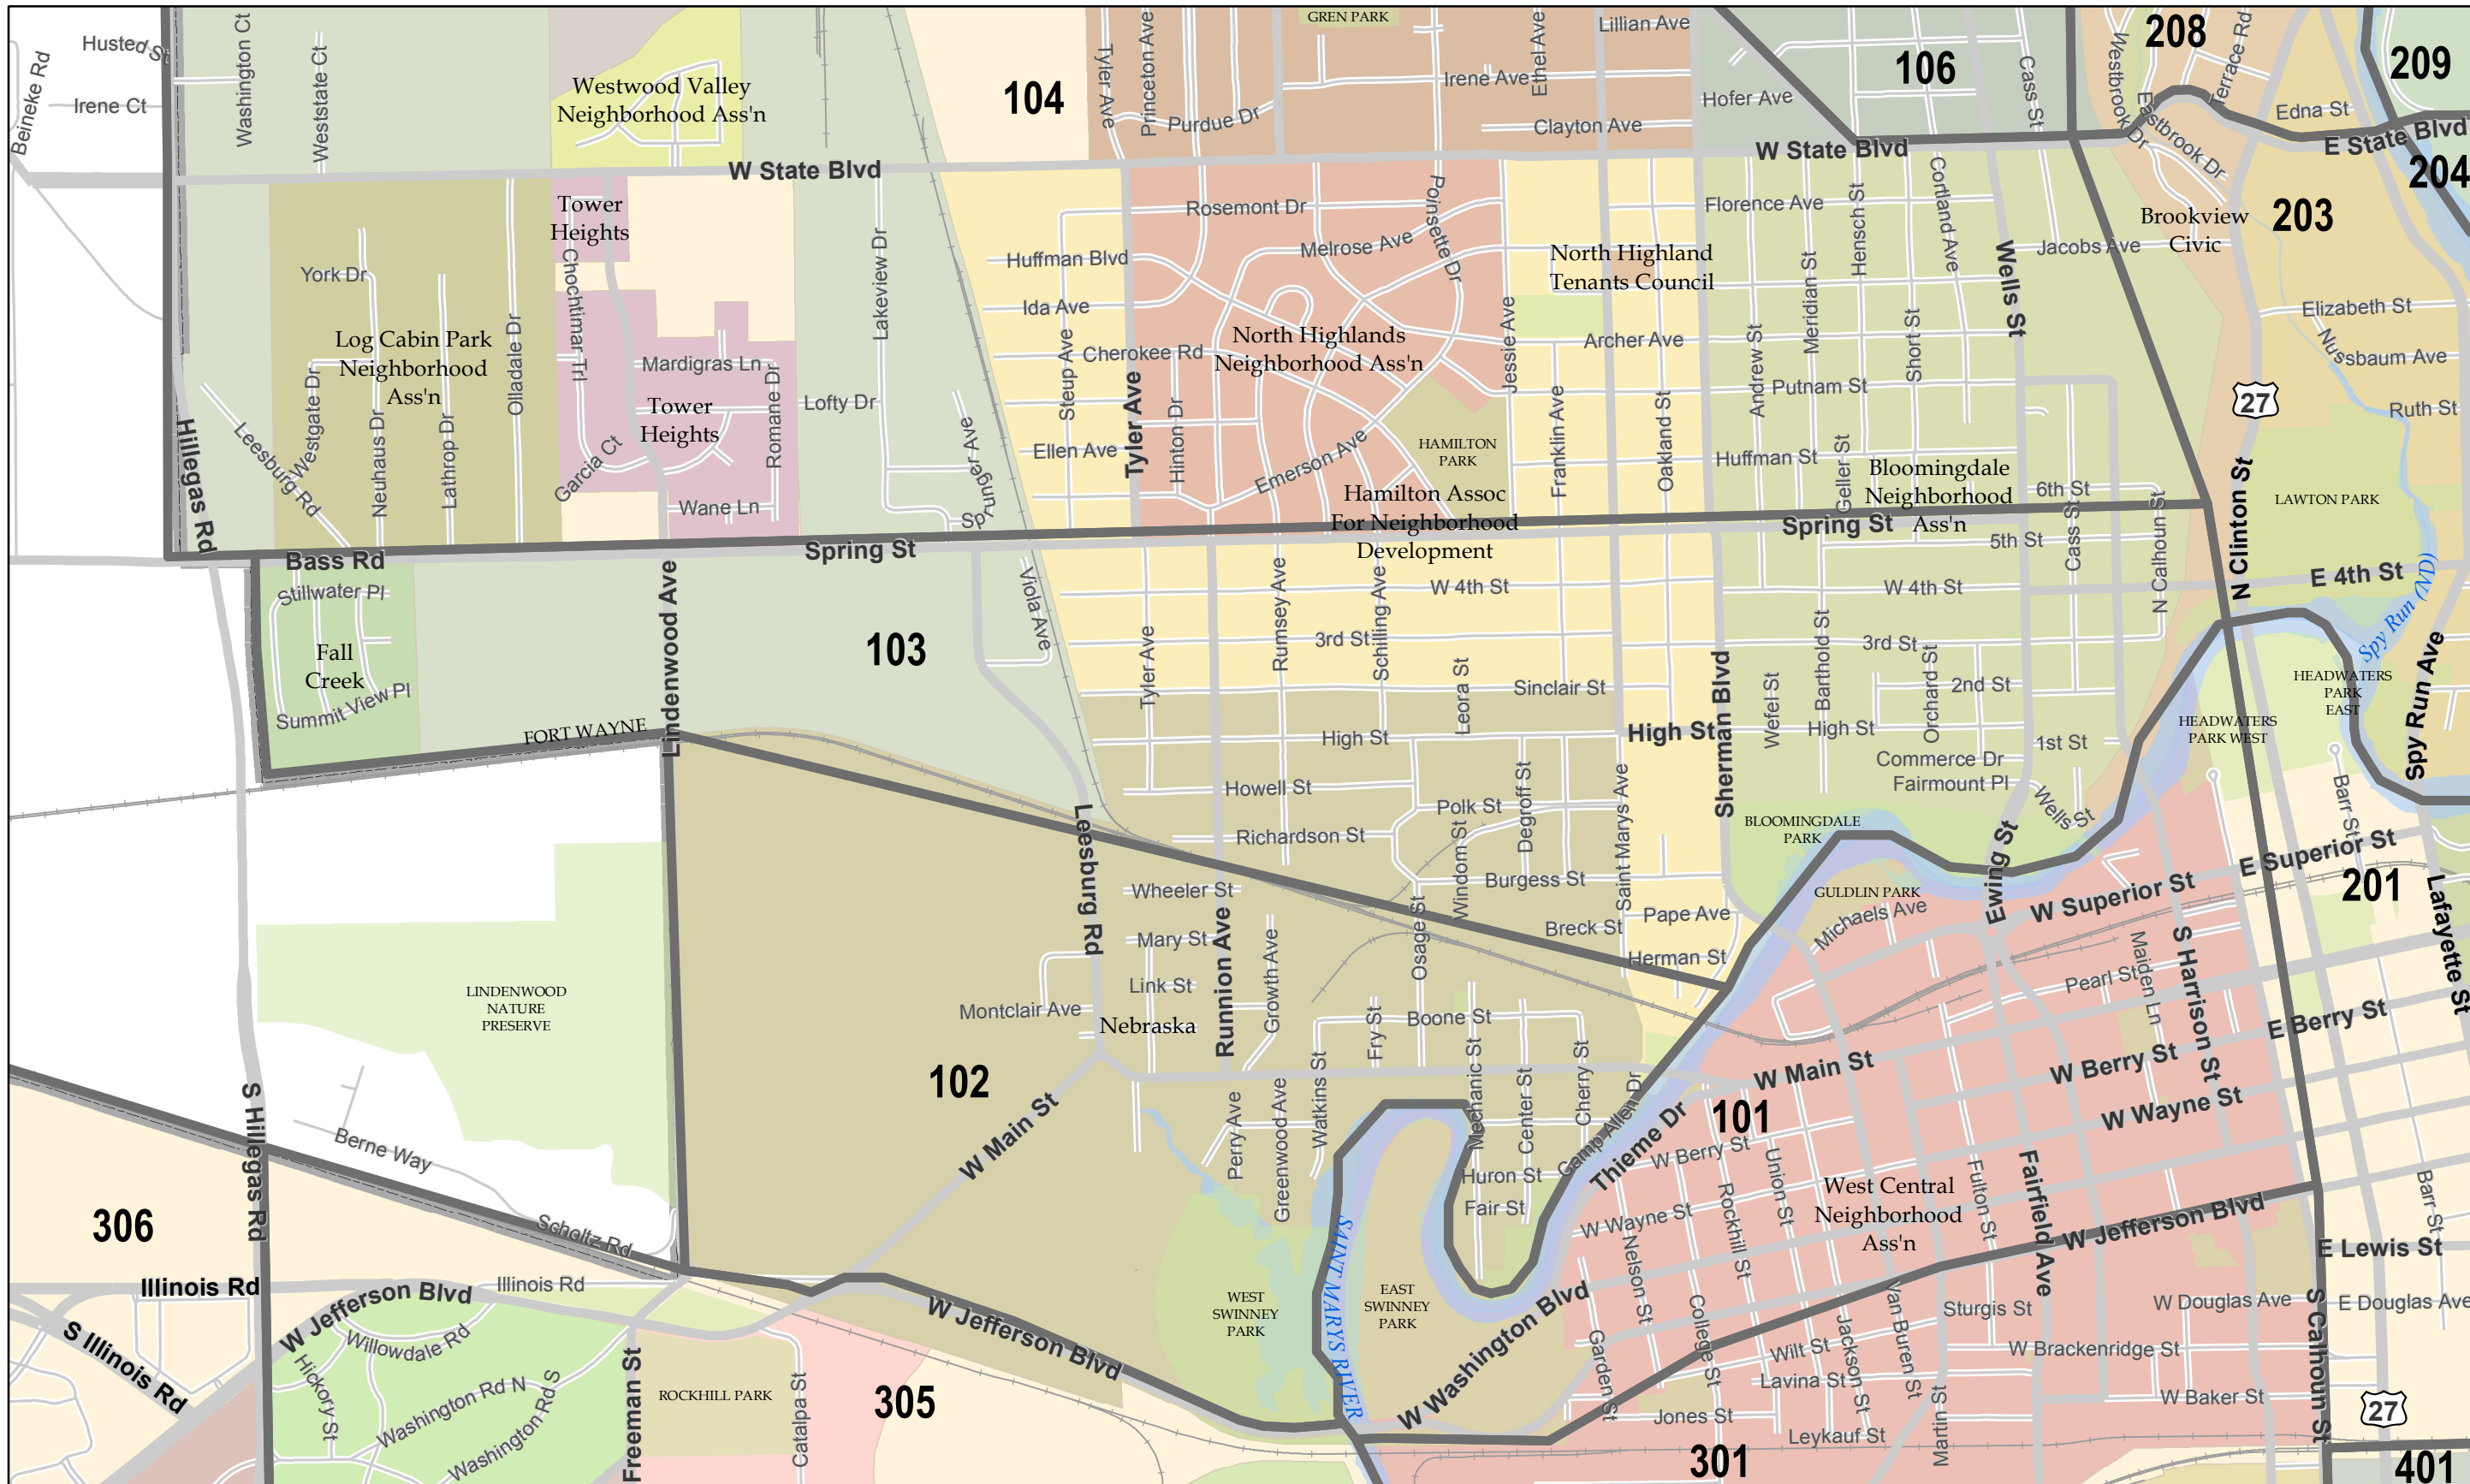 Husted St
Beineke Rd
Irene Ct
Washington Ct
Weststate Ct
Westwood Valley
Neighborhood Ass'n
104
Tyler Ave
Princeton Ave
Purdue Dr
GREN PARK
Irene Ave
Ethel Ave
Lillian Ave
Clayton Ave
Hofer Ave
106
Cass St
Westbrook Dr
208
Terrace Rd
209
Eastbrook Dr
Edna St
E State Blvd
204
W State Blvd
W State Blvd
Tower
Heights
York Dr
Chochtimar Trl
Olladale Dr
Log Cabin Park
Neighborhood
Ass'n
Westgate Dr
Neuhaus Dr
Lathrop Dr
Leesburg Rd
Hillegas Rd
Mardigras Ln
Tower
Heights
Romane Dr
Garcia Ct
Wane Ln
Lakeview Dr
Lofty Dr
Sprunger Ave
Huffman Blvd
Ida Ave
Steup Ave
Cherokee Rd
Ellen Ave
Tyler Ave
Hinton Dr
Rosemont Dr
Melrose Ave
Poinsette Dr
North Highlands
Neighborhood Ass'n
Emerson Ave
HAMILTON
PARK
Hamilton Assoc
For Neighborhood
Development
Jessie Ave
North Highland
Tenants Council
Archer Ave
Franklin Ave
Oakland St
Florence Ave
Andrew St
Meridian St
Hensch St
Cortland Ave
Short St
Putnam St
Huffman St
Geller St
Bloomingdale
Neighborhood
Ass'n
Wells St
Jacobs Ave
Brookview
Civic
203
Elizabeth St
Nussbaum Ave
27
Ruth St
LAWTON PARK
N Clinton St
6th St
Cass St
N Calhoun St
5th St
Spring St
Spring St
Bass Rd
Stillwater Pl
Fall
Creek
Summit View Pl
FORT WAYNE
Lindenwood Ave
103
Viola Ave
W 4th St
W 4th St
E 4th St
Spy Run (ND)
Spy Run Ave
Tyler Ave
Rumsey Ave
3rd St
Schilling Ave
Leora St
Sinclair St
High St
High St
Sherman Blvd
Wefel St
Barthold St
3rd St
Orchard St
2nd St
High St
1st St
Commerce Dr
Fairmount Pl
Wells St
HEADWATERS
PARK
EAST
HEADWATERS
PARK WEST
Barr St
Howell St
Polk St
Degroff St
Saint Marys Ave
Richardson St
Windom St
Burgess St
BLOOMINGDALE
PARK
GULDLIN PARK
Michaels Ave
Ewing St
W Superior St
E Superior St
201
Lafayette St
Leesburg Rd
Wheeler St
Mary St
Link St
Runnion Ave
Growth Ave
Osage St
Breck St
Pape Ave
Herman St
Montclair Ave
Nebraska
Fry St
Boone St
Pearl St
Maiden Ln
S Harrison St
E Berry St
LINDENWOOD
NATURE
PRESERVE
102
W Main St
Perry Ave
Greenwood Ave
Watkins St
Mechanic St
Center St
Cherry St
Camp Allen Dr
Huron St
Fair St
Thieme Dr
101
W Main St
W Berry St
W Wayne St
W Berry St
Union St
Rockhill St
W Wayne St
Nelson St
West Central
Neighborhood
Ass'n
Fulton St
Fairfield Ave
W Jefferson Blvd
Barr St
E Lewis St
S Hillegas Rd
Berne Way
Scholtz Rd
306
Illinois Rd
Illinois Rd
S Illinois Rd
W Jefferson Blvd
Willowdale Rd
Hickory St
Washington Rd N
Washington Rd S
Freeman St
ROCKHILL PARK
Catalpa St
305
W Jefferson Blvd
WEST
SWINNEY
PARK
SAINT MARYS RIVER
EAST
SWINNEY
PARK
W Washington Blvd
Garden St
College St
Jackson St
Van Buren St
Sturgis St
W Douglas Ave
E Douglas Ave
Wilt St
Lavina St
W Brackenridge St
W Baker St
Martin St
Jones St
Leykauf St
301
S Calhoun St
27
401